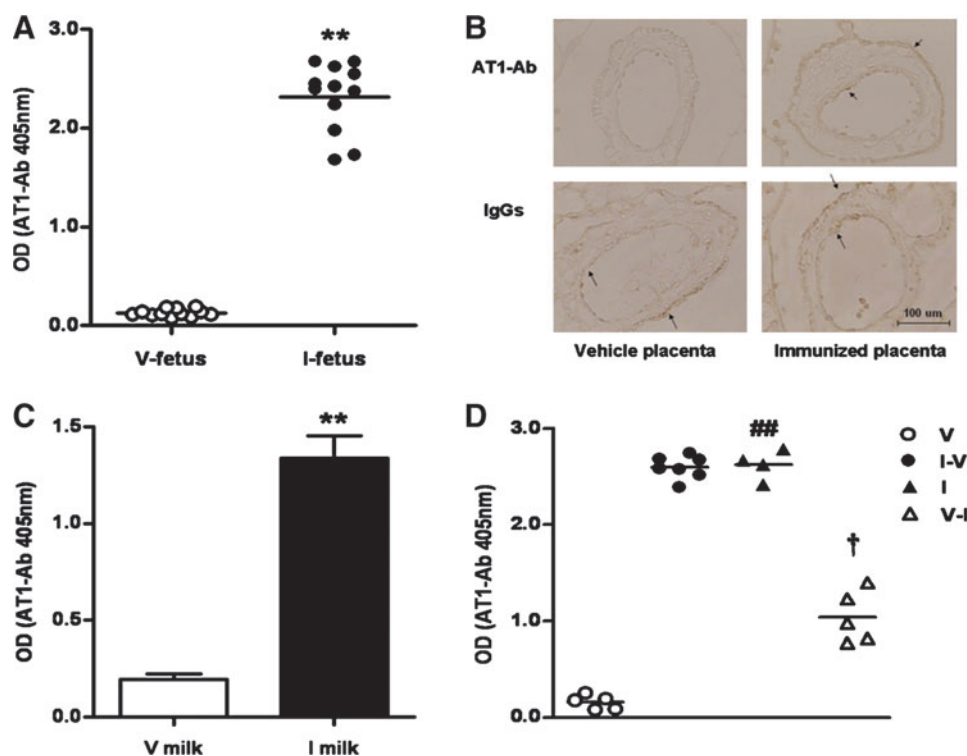 A
OD (AT1-Ab 405nm)
3.0
2.0
1.0
0.0
**
V-fetus
I-fetus
B
AT1-Ab
IgGs
100 um
Vehicle placenta
Immunized placenta
C
OD (AT1-Ab 405nm)
1.5
1.0
0.5
0.0
**
V milk
I milk
D
OD (AT1-Ab 405nm)
3.0
2.0
1.0
0.0
##
†
V
I-V
I
V-I